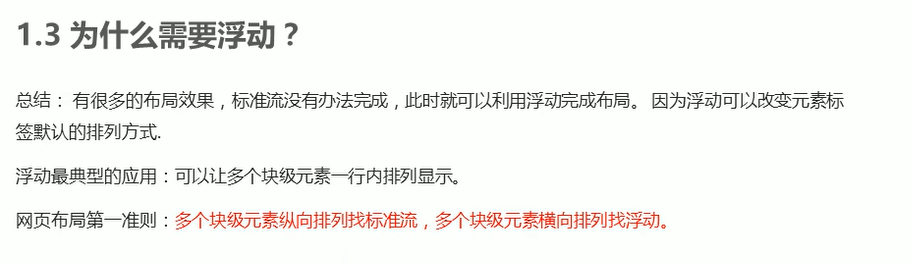 1.3 为什么需要浮动？
总结： 有很多的布局效果，标准流没有办法完成，此时就可以利用浮动完成布局。 因为浮动可以改变元素标
签默认的排列方式.
浮动最典型的应用：可以让多个块级元素一行内排列显示。
网页布局第一准则：多个块级元素纵向排列找标准流，多个块级元素横向排列找浮动。